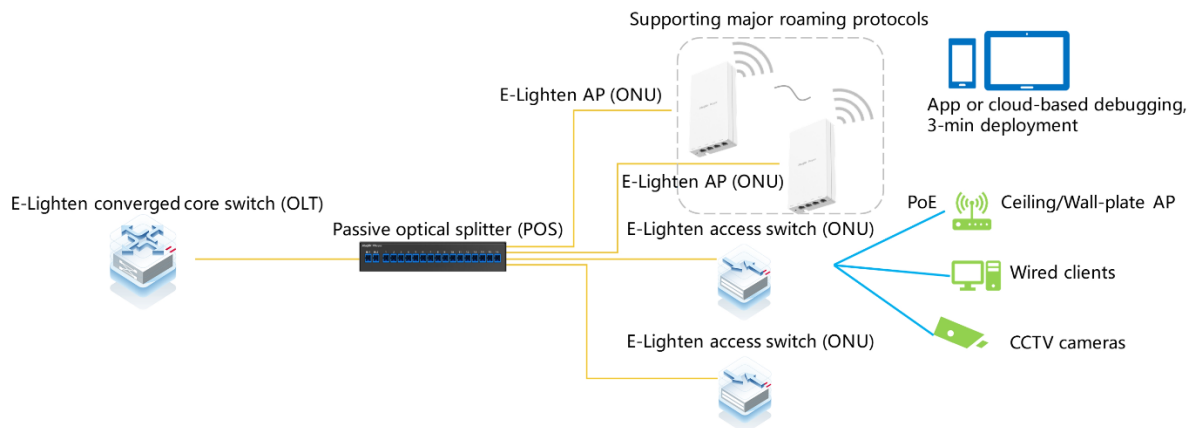 Supporting major roaming protocols
E-Lighten AP (ONU)
App or cloud-based debugging,
3-min deployment
E-Lighten AP (ONU)
E-Lighten converged core switch (OLT)
PoE
Ceiling/Wall-plate AP
Passive optical splitter (POS)
E-Lighten access switch (ONU)
Wired clients
E-Lighten access switch (ONU)
CCTV cameras